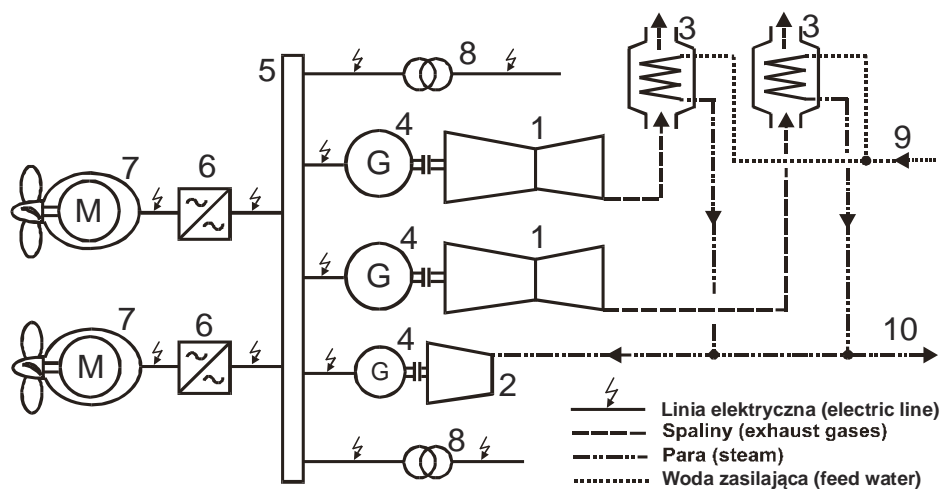 3 3
5 8
4 1
G
9
7 6
M
4 1
G
7 6
M
4
G
2
10
8
Linia elektryczna (electric line)
Spaliny (exhaust gases)
Para (steam)
Woda zasilająca (feed water)